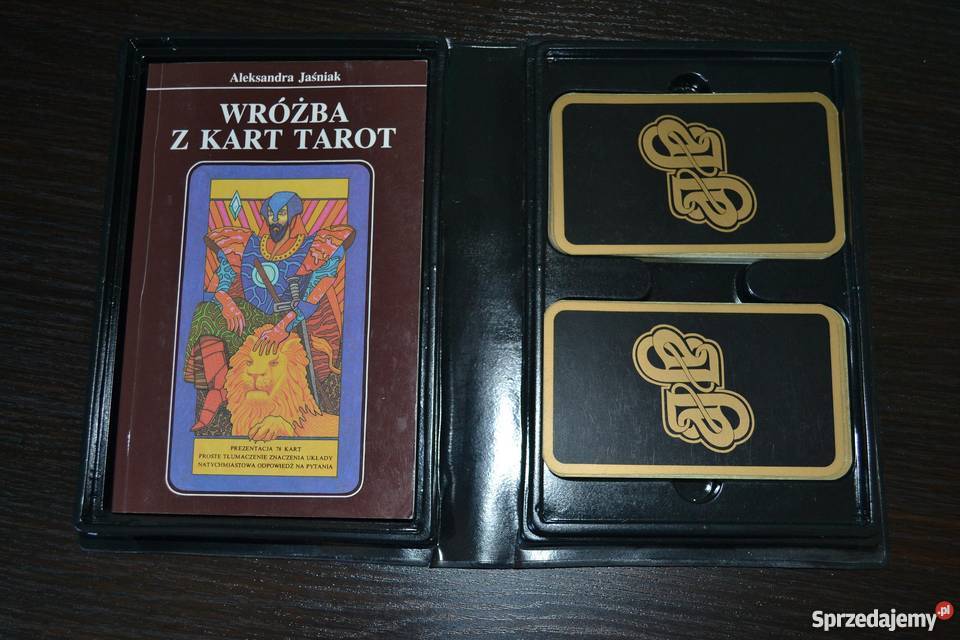 Aleksandra Jaśniak
WRÓŻBA
Z KART TAROT
PREZENTACJA 78 KART
PROSTE TŁUMACZENIE ZNACZENIA UKŁADY
NATYCHMIASTOWA ODPOWIEDŹ NA PYTANIA
Sprzedajemy.pl